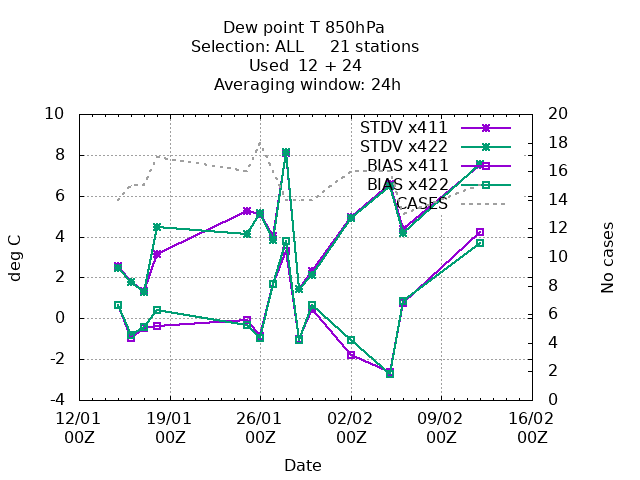 Dew point T 850hPa
Selection: ALL     21 stations
Used  12 + 24
Averaging window: 24h
10
8
6
4
2
0
-2
-4
deg C
20
18
16
14
12
10
8
6
4
2
0
No cases
STDV x411
STDV x422
BIAS x411
BIAS x422
CASES
12/01 19/01 26/01 02/02 09/02 16/02
00Z 00Z 00Z 00Z 00Z 00Z
Date